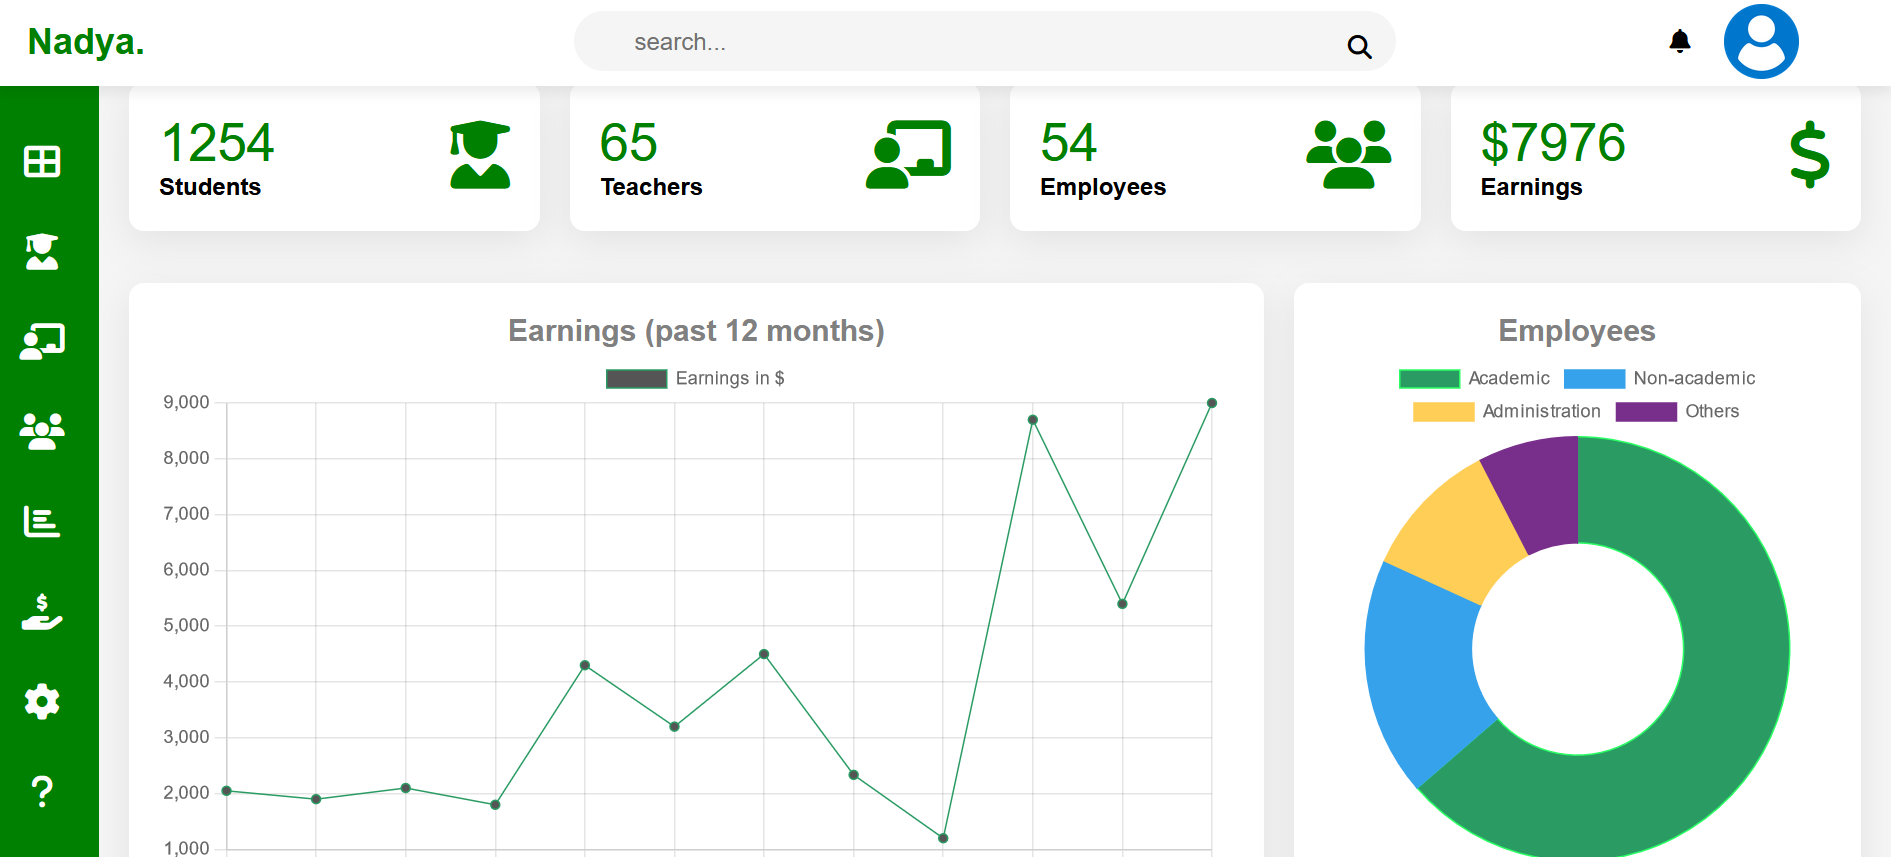 Nadya.
search...
1254
Students
65
Teachers
54
Employees
$7976
Earnings
Earnings (past 12 months)
Earnings in $
9,000
8,000
7,000
6,000
5,000
4,000
3,000
2,000
1,000
Employees
Academic Non-academic
Administration Others